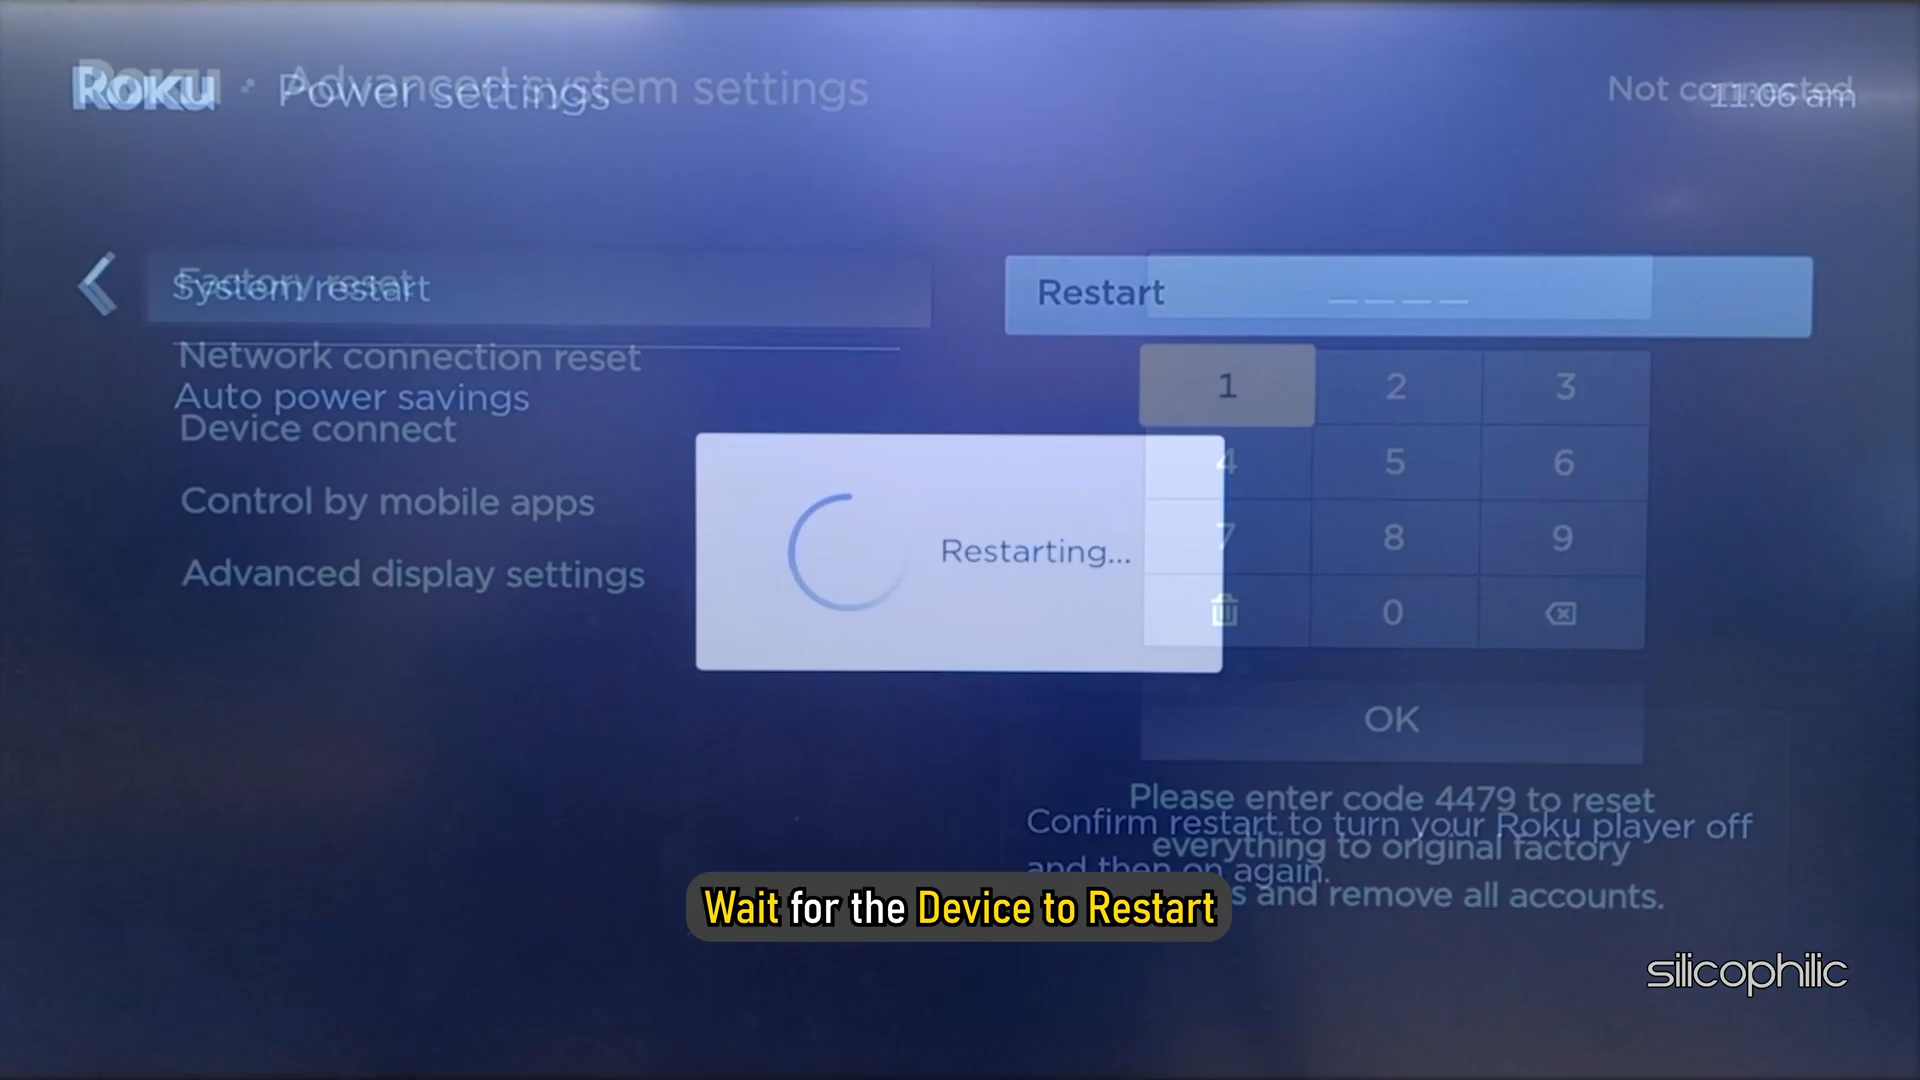 Roku
Power settings
Advanced system settings
Not connected
11:06 am
Factory reset
System restart
Network connection reset
Auto power savings
Device connect
Control by mobile apps
Advanced display settings
Restart
_ _ _ _
1 2 3
4 5 6
7 8 9
0
Restarting...
OK
Please enter code 4479 to reset
Confirm restart to turn your Roku player off
everything to original factory
and then on again.
s and remove all accounts.
Wait for the Device to Restart
silicophilic